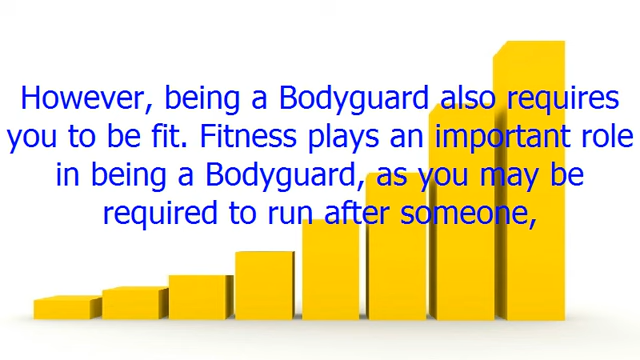 However, being a Bodyguard also requires
you to be fit. Fitness plays an important role
in being a Bodyguard, as you may be
required to run after someone,